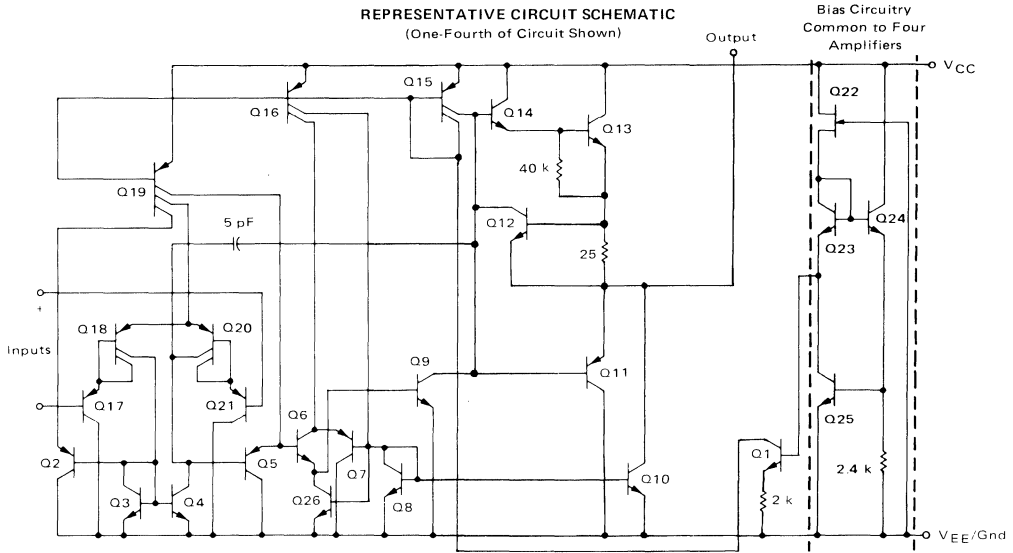 REPRESENTATIVE CIRCUIT SCHEMATIC
(One-Fourth of Circuit Shown)
Bias Circuitry
Common to Four
Amplifiers
Output
VCC
Q15
Q22
Q16
Q14
Q13
40 k
Q19
Q12
5 pF
Q24
Q23
25
+
Q18
Q20
Inputs
Q9
Q11
Q17
Q21
Q25
Q6
Q2
Q5
Q7
Q1
2.4 k
Q3
Q4
Q26
Q8
Q10
2 k
VEE/Gnd